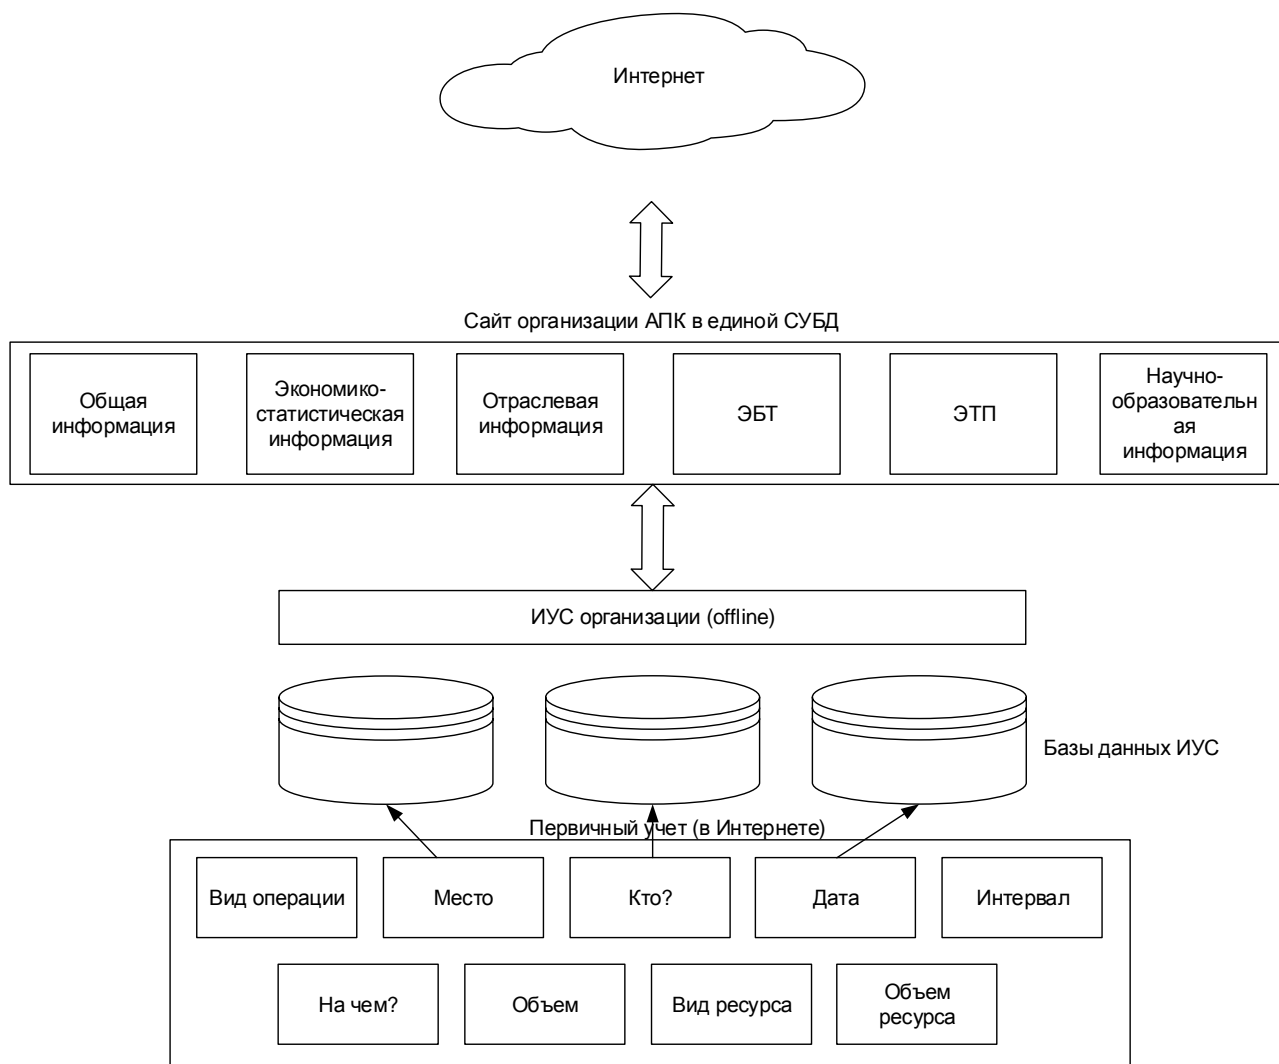 Интернет
Сайт организации АПК в единой СУБД
Общая
информация
Экономико-
статистическая
информация
Отраслевая
информация
ЭБТ
ЭТП
Научно-
образовательн
ая
информация
ИУС организации (offline)
Базы данных ИУС
Первичный учет (в Интернете)
Вид операции
Место
Кто?
Дата
Интервал
На чем?
Объем
Вид ресурса
Объем
ресурса